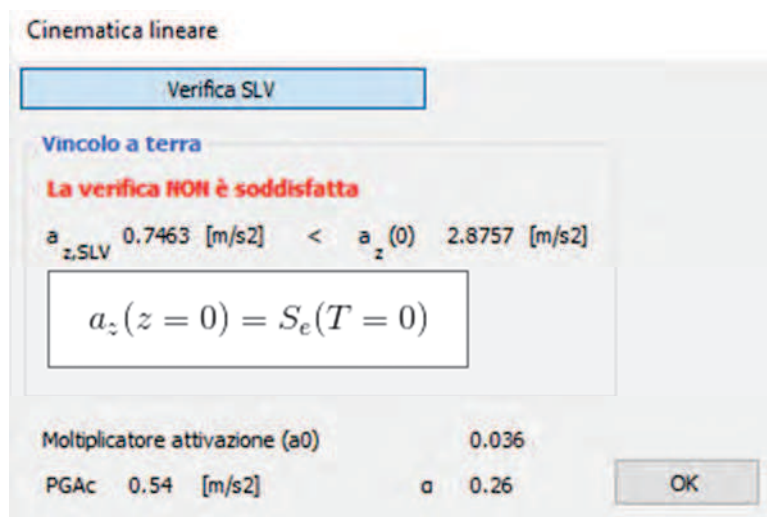 Cinematica lineare
Verifica SLV
Vincolo a terra
La verifica NON è soddisfatta
a z,SLV 0.7463 [m/s2] < a z (0) 2.8757 [m/s2]
a_z(z = 0) = S_e(T = 0)
Moltiplicatore attivazione (a0) 0.036
PGAc 0.54 [m/s2] α 0.26
OK